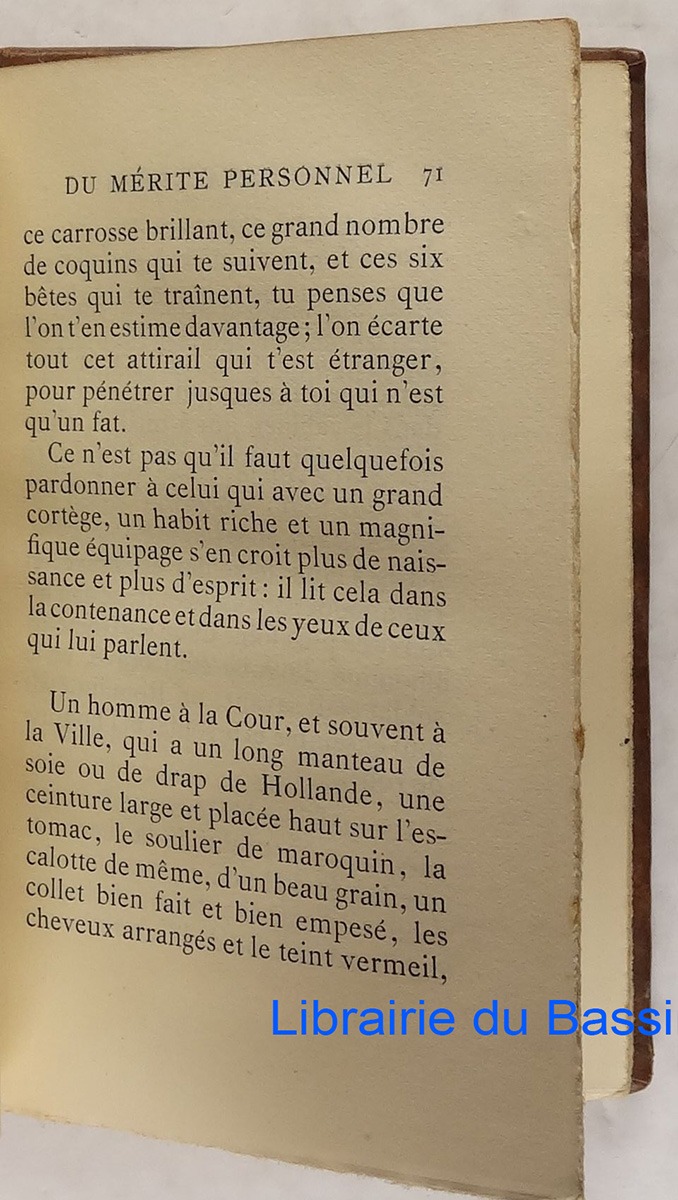 DU MÉRITE PERSONNEL 71
ce carrosse brillant, ce grand nombre
de coquins qui te suivent, et ces six
bêtes qui te traînent, tu penses que
l'on t'en estime davantage ; l'on écarte
tout cet attirail qui t'est étranger,
pour pénétrer jusques à toi qui n'est
qu'un fat.
Ce n'est pas qu'il faut quelquefois
pardonner à celui qui avec un grand
cortège, un habit riche et un magni-
fique équipage s'en croit plus de nais-
sance et plus d'esprit : il lit cela dans
la contenance et dans les yeux de ceux
qui lui parlent.
Un homme à la Cour, et souvent à
la Ville, qui a un long manteau de
soie ou de drap de Hollande, une
ceinture large et placée haut sur l'es-
tomac, le soulier de maroquin, la
calotte de même, d'un beau grain, un
collet bien fait et bien empesé, les
cheveux arrangés et le teint vermeil,
Librairie du Bassi